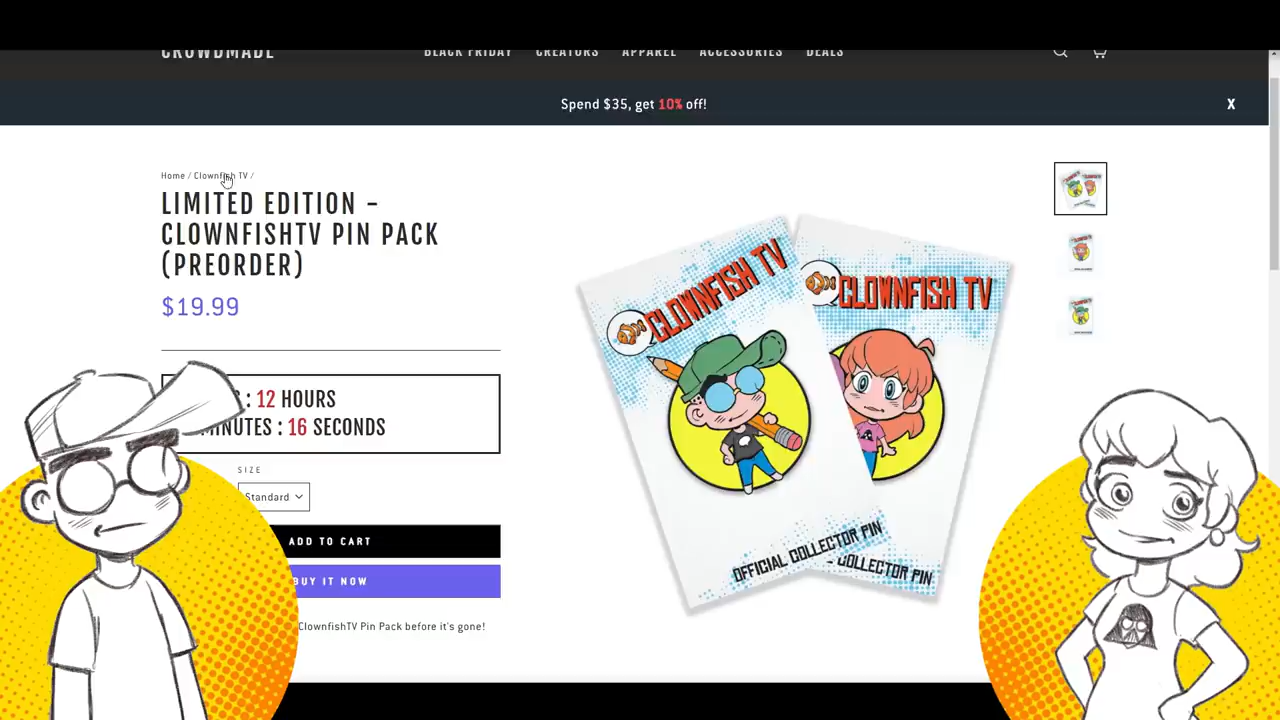 CROWDMADE
BLACK FRIDAY CREATORS APPAREL ACCESSORIES DEALS
Spend $35, get 10% off!
X
Home / Clownfish TV /
LIMITED EDITION -
CLOWNFISHTV PIN PACK
(PREORDER)
$19.99
: 12 HOURS
MINUTES : 16 SECONDS
SIZE
Standard
ADD TO CART
BUY IT NOW
ClownfishTV Pin Pack before it's gone!
CLOWNFISH TV
OFFICIAL COLLECTOR PIN
CLOWNFISH TV
- COLLECTOR PIN